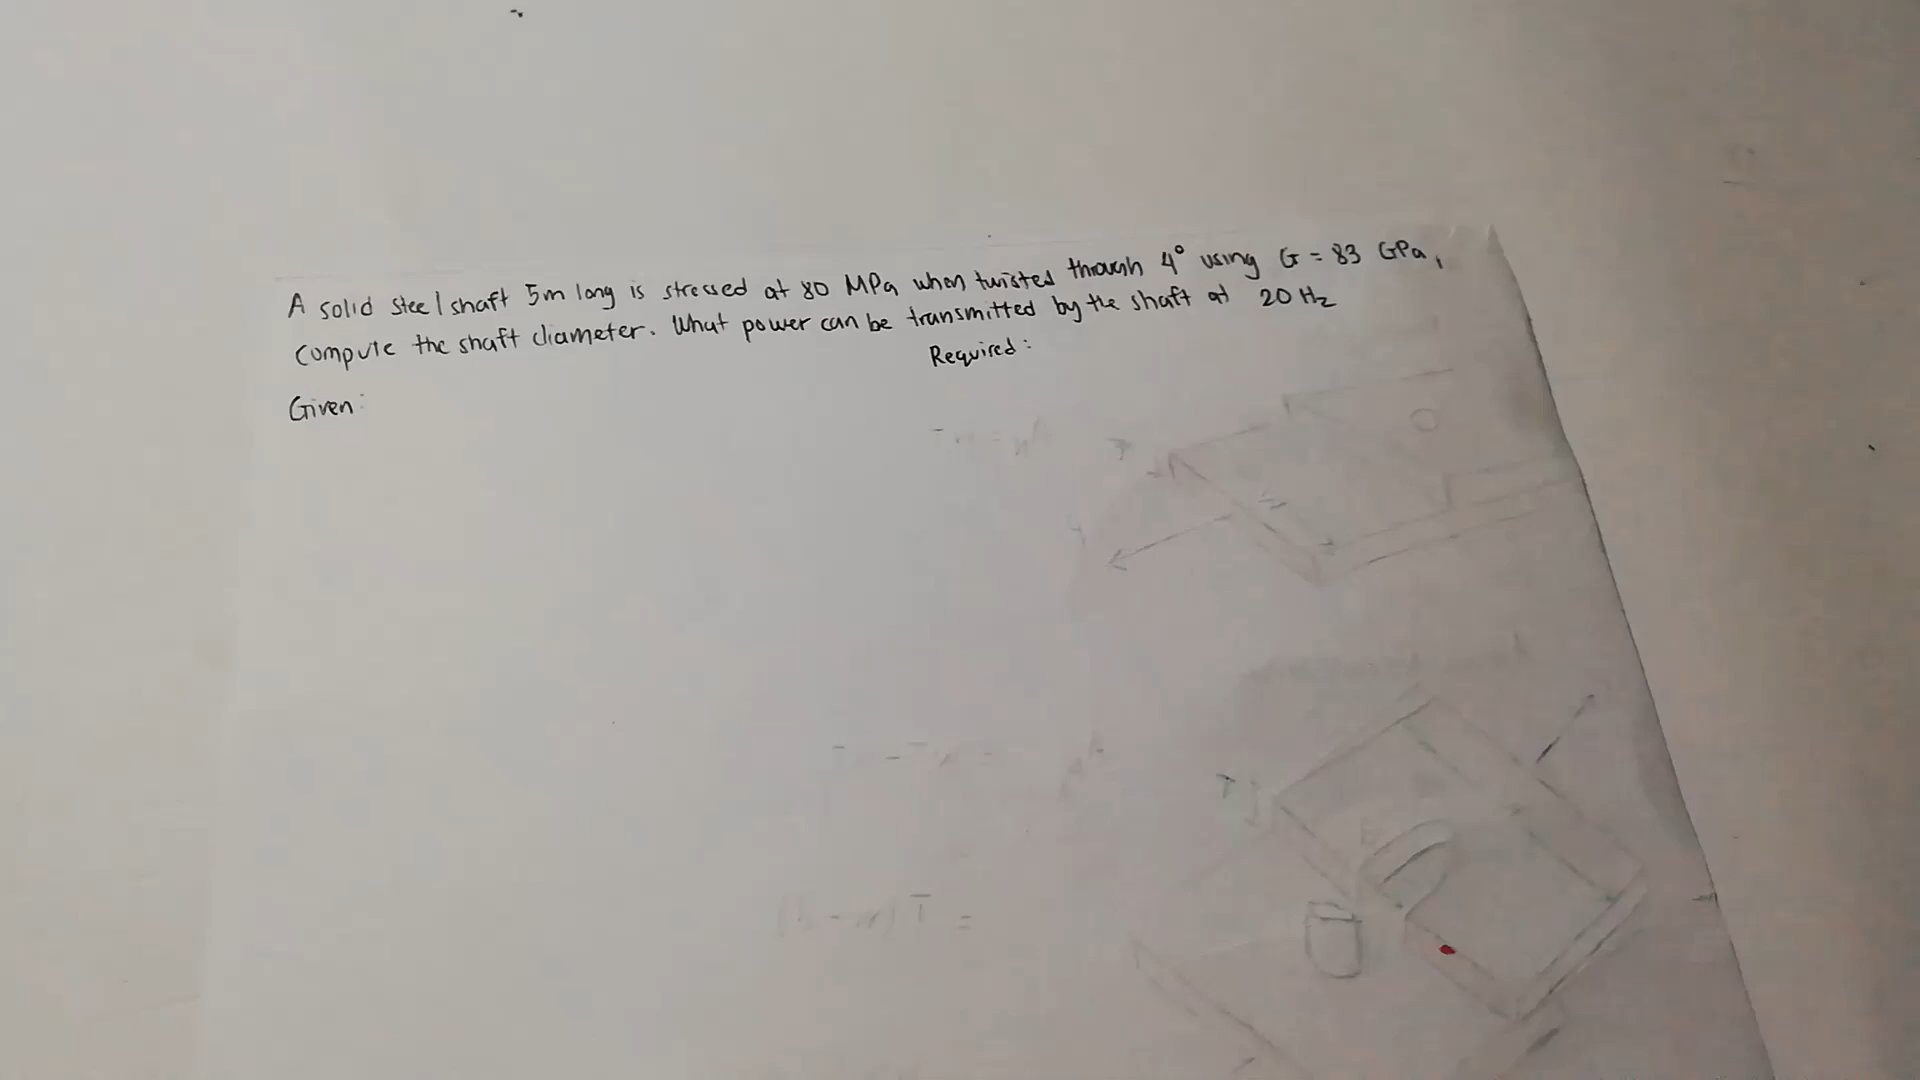 A solid steel shaft 5m long is stressed at 80 MPa when twisted through 4° using G = 83 GPa,
compute the shaft diameter. What power can be transmitted by the shaft at 20 Hz
Required:
Given: